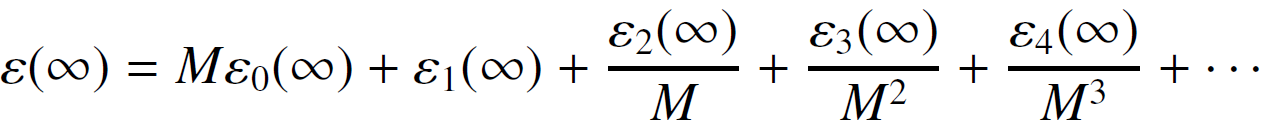 ε(∞) = Mε₀(∞) + ε₁(∞) + ε₂(∞)/M + ε₃(∞)/M² + ε₄(∞)/M³ + ⋯